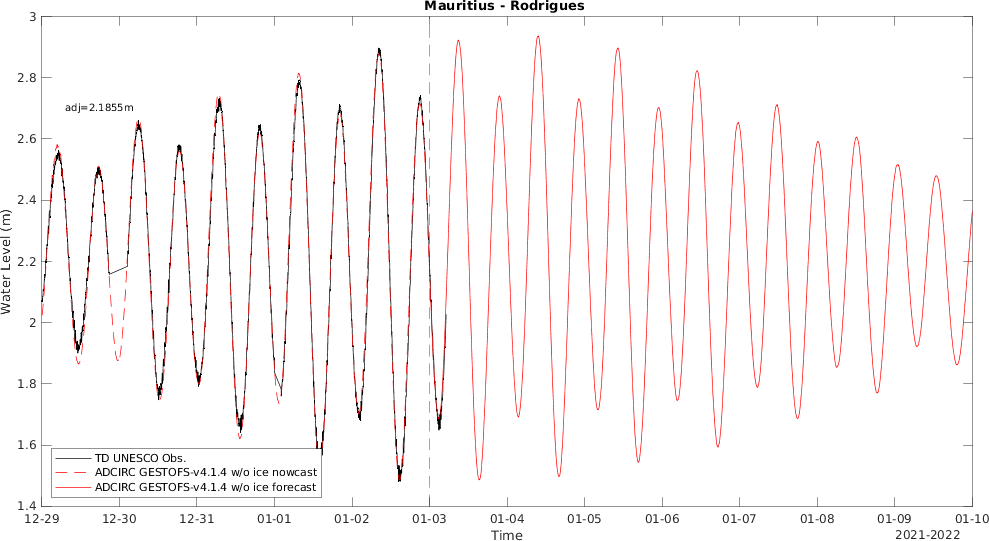 Mauritius - Rodrigues
3
2.8
2.6
2.4
2.2
2
1.8
1.6
1.4
Water Level (m)
adj=2.1855m
TD UNESCO Obs.
ADCIRC GESTOFS-v4.1.4 w/o ice nowcast
ADCIRC GESTOFS-v4.1.4 w/o ice forecast
12-29 12-30 12-31 01-01 01-02 01-03 01-04 01-05 01-06 01-07 01-08 01-09 01-10
Time
2021-2022